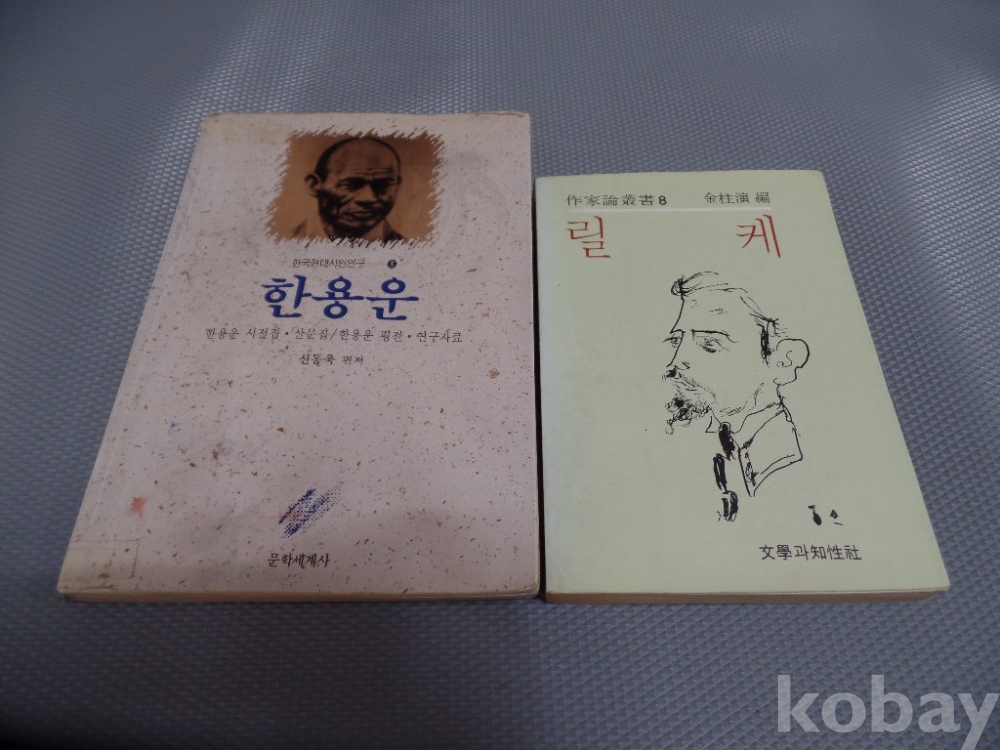 한국현대시인연구 8
한용운
한용운 시전집・산문집/한용운 평전・연구자료
신동욱 편저
문학세계사
作家論叢書 8 金柱演 編
릴케
文學과知性社
kobay